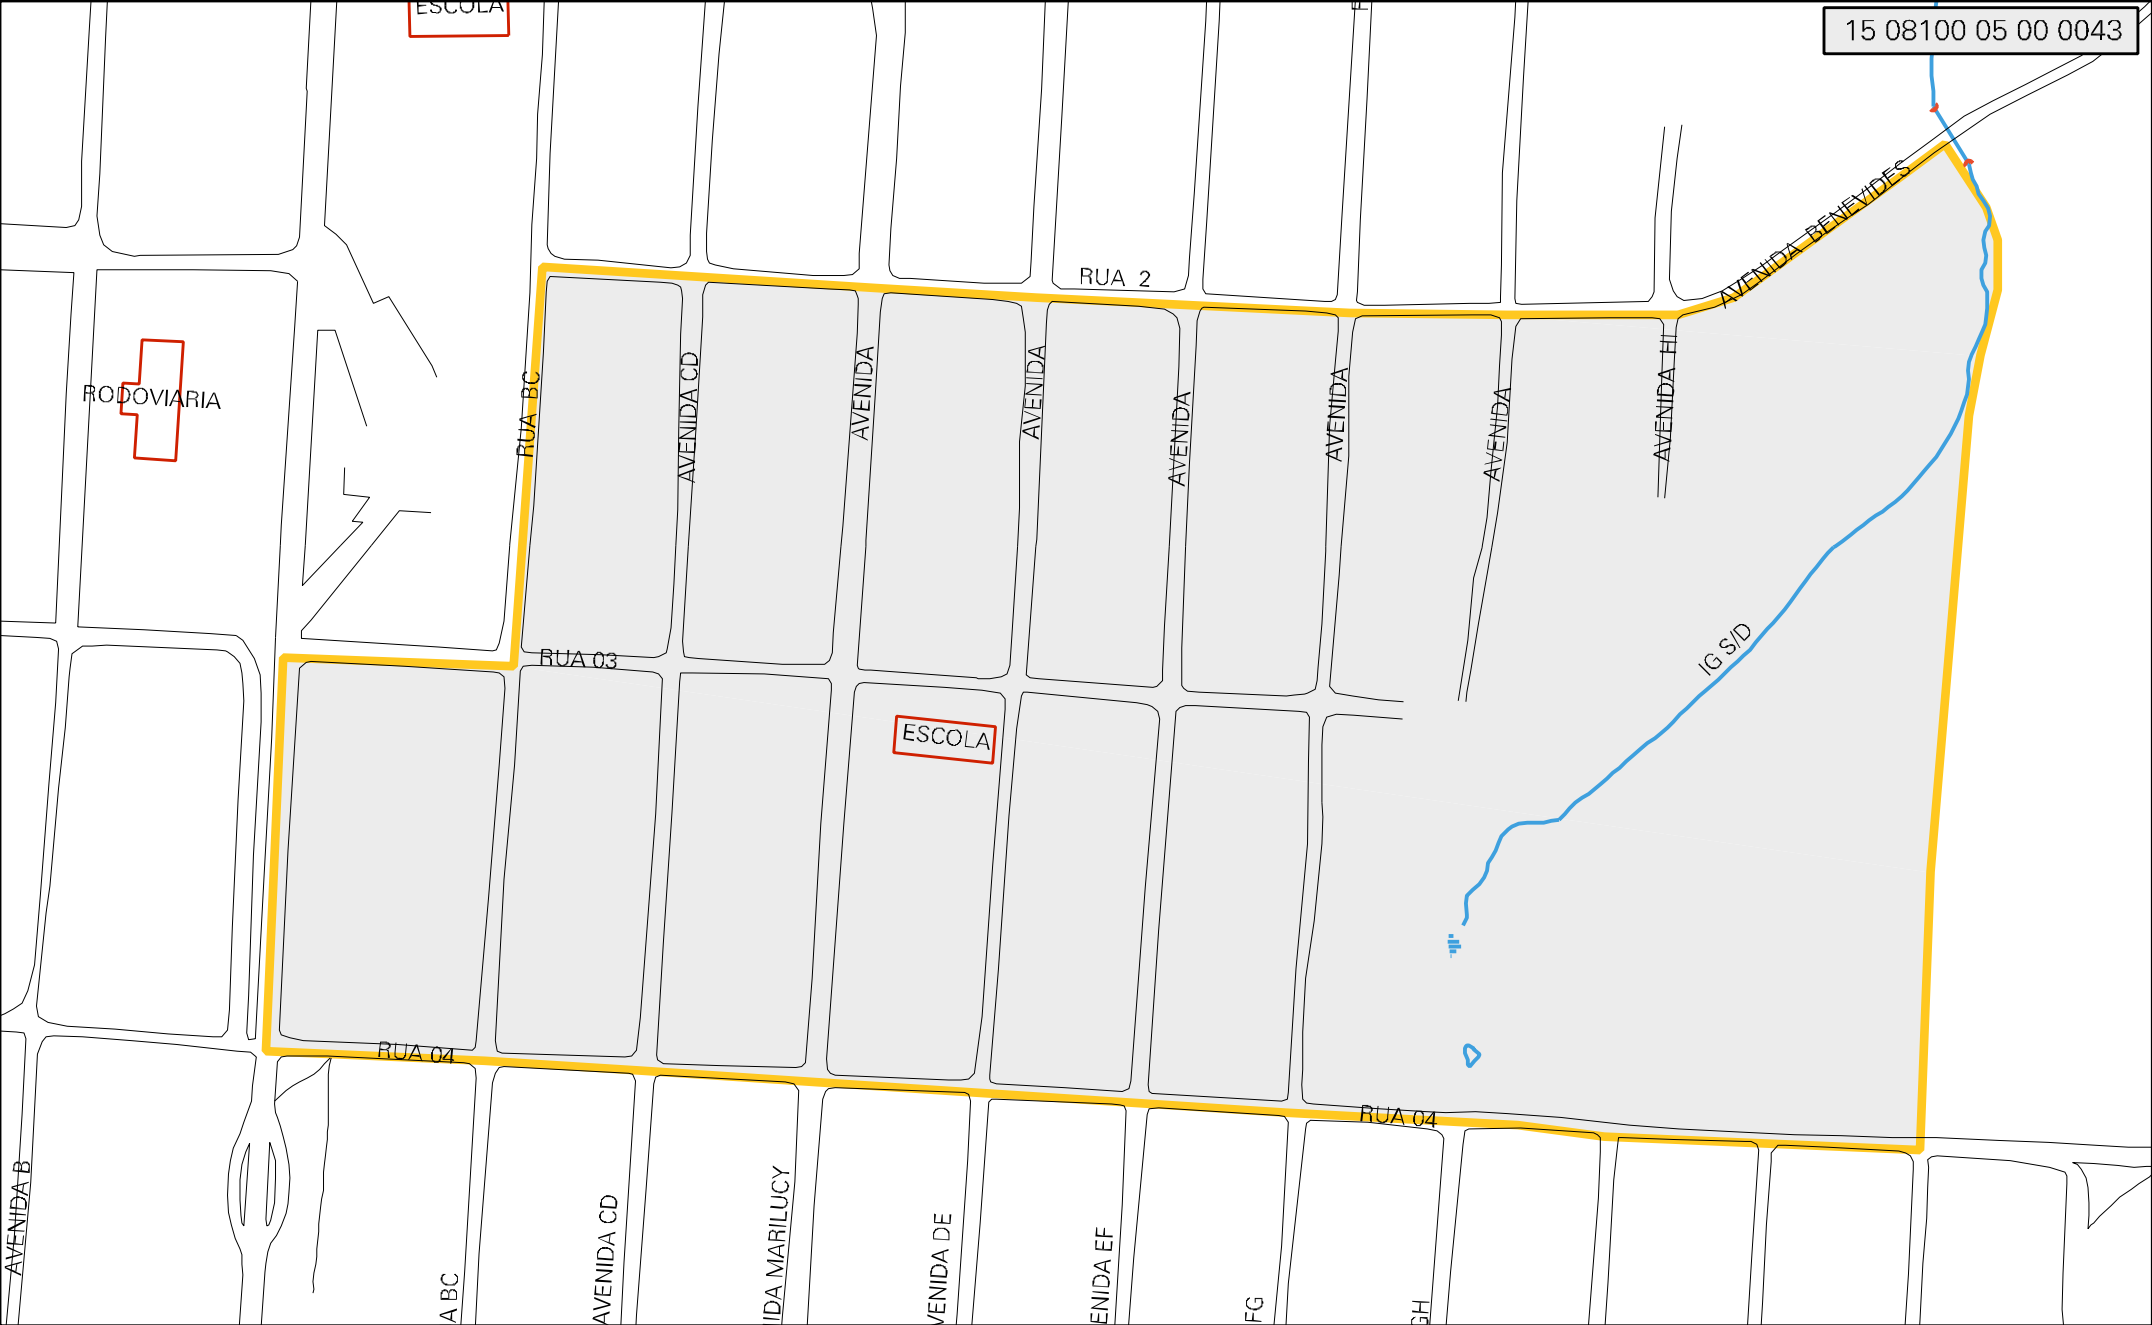 ESCOLA
15 08100 05 00 0043
AVENIDA BENEVIDES
RUA 2
RODOVIARIA
RUA BC
AVENIDA CD
AVENIDA
AVENIDA
AVENIDA
AVENIDA
AVENIDA
AVENIDA HI
RUA 03
IG S/D
ESCOLA
RUA 04
RUA 04
AVENIDA B
A BC
AVENIDA CD
IDA MARILUCY
VENIDA DE
ENIDA EF
FG
GH